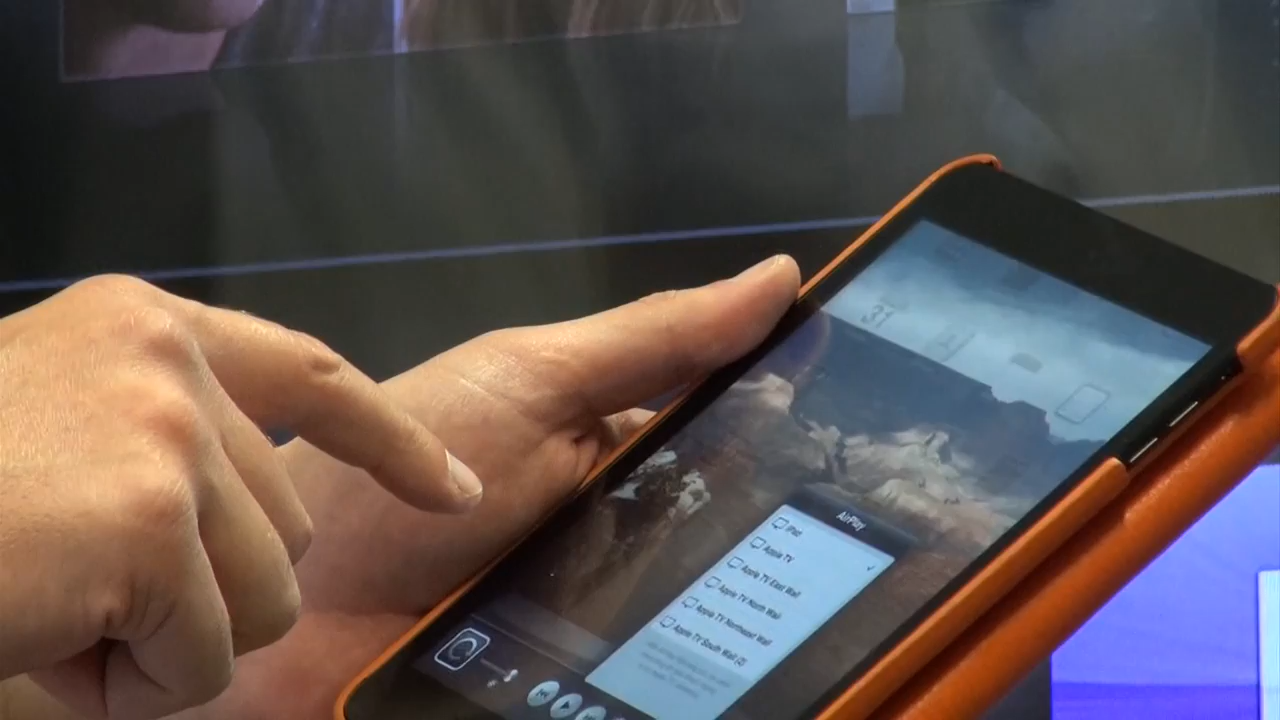 AirPlay
iPad
Apple TV
Apple TV East Wall
Apple TV North Wall
Apple TV Northeast Wall
Apple TV South Wall (2)